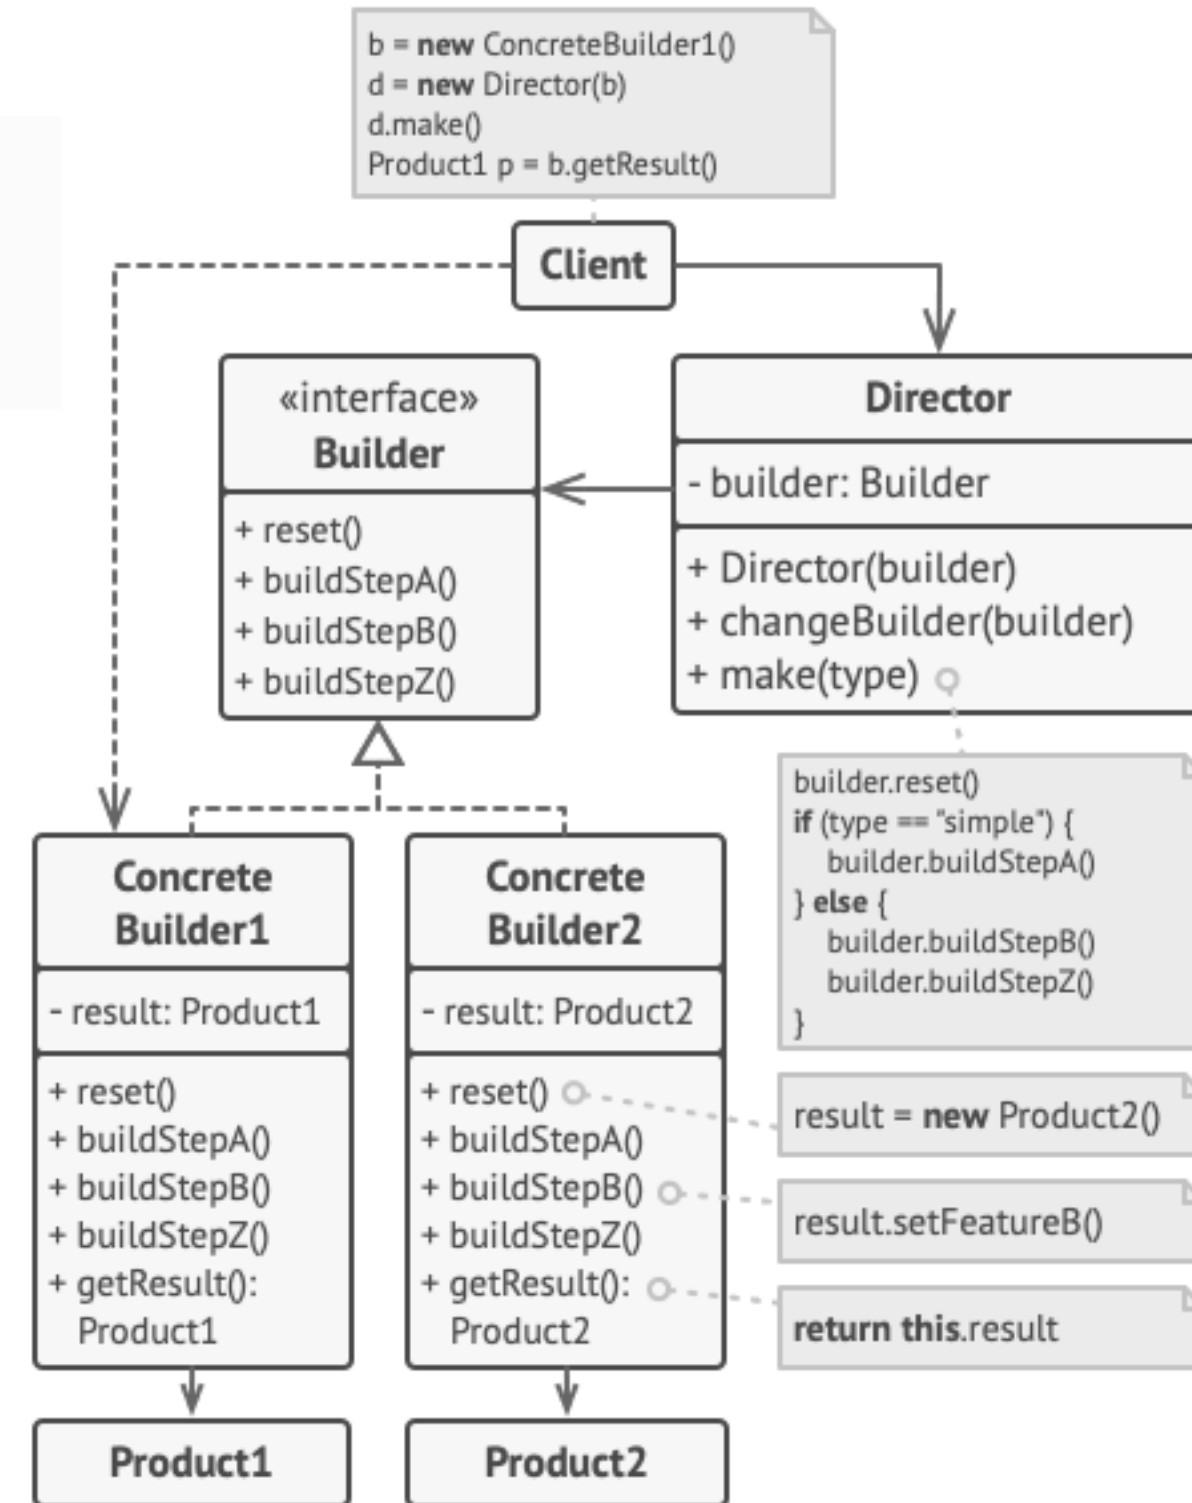 b = new ConcreteBuilder1()
d = new Director(b)
d.make()
Product1 p = b.getResult()
Client
«interface»
Builder
+ reset()
+ buildStepA()
+ buildStepB()
+ buildStepZ()
Director
- builder: Builder
+ Director(builder)
+ changeBuilder(builder)
+ make(type)
builder.reset()
if (type == "simple") {
builder.buildStepA()
} else {
builder.buildStepB()
builder.buildStepZ()
}
Concrete
Builder1
- result: Product1
+ reset()
+ buildStepA()
+ buildStepB()
+ buildStepZ()
+ getResult():
Product1
Concrete
Builder2
- result: Product2
+ reset()
+ buildStepA()
+ buildStepB()
+ buildStepZ()
+ getResult():
Product2
result = new Product2()
result.setFeatureB()
return this.result
Product1
Product2